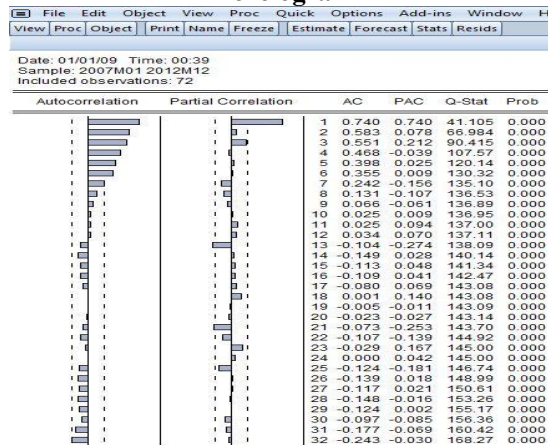 File Edit Object View Proc Quick Options Add-ins Window H
View Proc Object Print Name Freeze Estimate Forecast Stats Resids
Date: 01/01/09 Time: 00:39
Sample: 2007M01 2012M12
Included observations: 72
Autocorrelation Partial Correlation AC PAC Q-Stat Prob
1 0.740 0.740 41.105 0.000
2 0.583 0.078 66.984 0.000
3 0.551 0.212 90.415 0.000
4 0.468 -0.039 107.57 0.000
5 0.398 0.025 120.14 0.000
6 0.355 0.009 130.32 0.000
7 0.242 -0.156 135.10 0.000
8 0.131 -0.107 136.53 0.000
9 0.066 -0.061 136.89 0.000
10 0.025 0.009 136.95 0.000
11 0.025 0.094 137.00 0.000
12 0.034 0.070 137.11 0.000
13 -0.104 -0.274 138.09 0.000
14 -0.149 0.028 140.14 0.000
15 -0.113 0.048 141.34 0.000
16 -0.109 0.041 142.47 0.000
17 -0.080 0.069 143.08 0.000
18 0.001 0.140 143.08 0.000
19 -0.005 -0.011 143.09 0.000
20 -0.023 -0.027 143.14 0.000
21 -0.073 -0.253 143.70 0.000
22 -0.107 -0.139 144.92 0.000
23 -0.029 0.167 145.00 0.000
24 0.000 0.042 145.00 0.000
25 -0.124 -0.181 146.74 0.000
26 -0.139 0.018 148.99 0.000
27 -0.117 0.021 150.61 0.000
28 -0.148 -0.016 153.26 0.000
29 -0.124 0.002 155.17 0.000
30 -0.097 -0.085 156.36 0.000
31 -0.177 -0.069 160.42 0.000
32 -0.243 -0.030 168.20 0.000